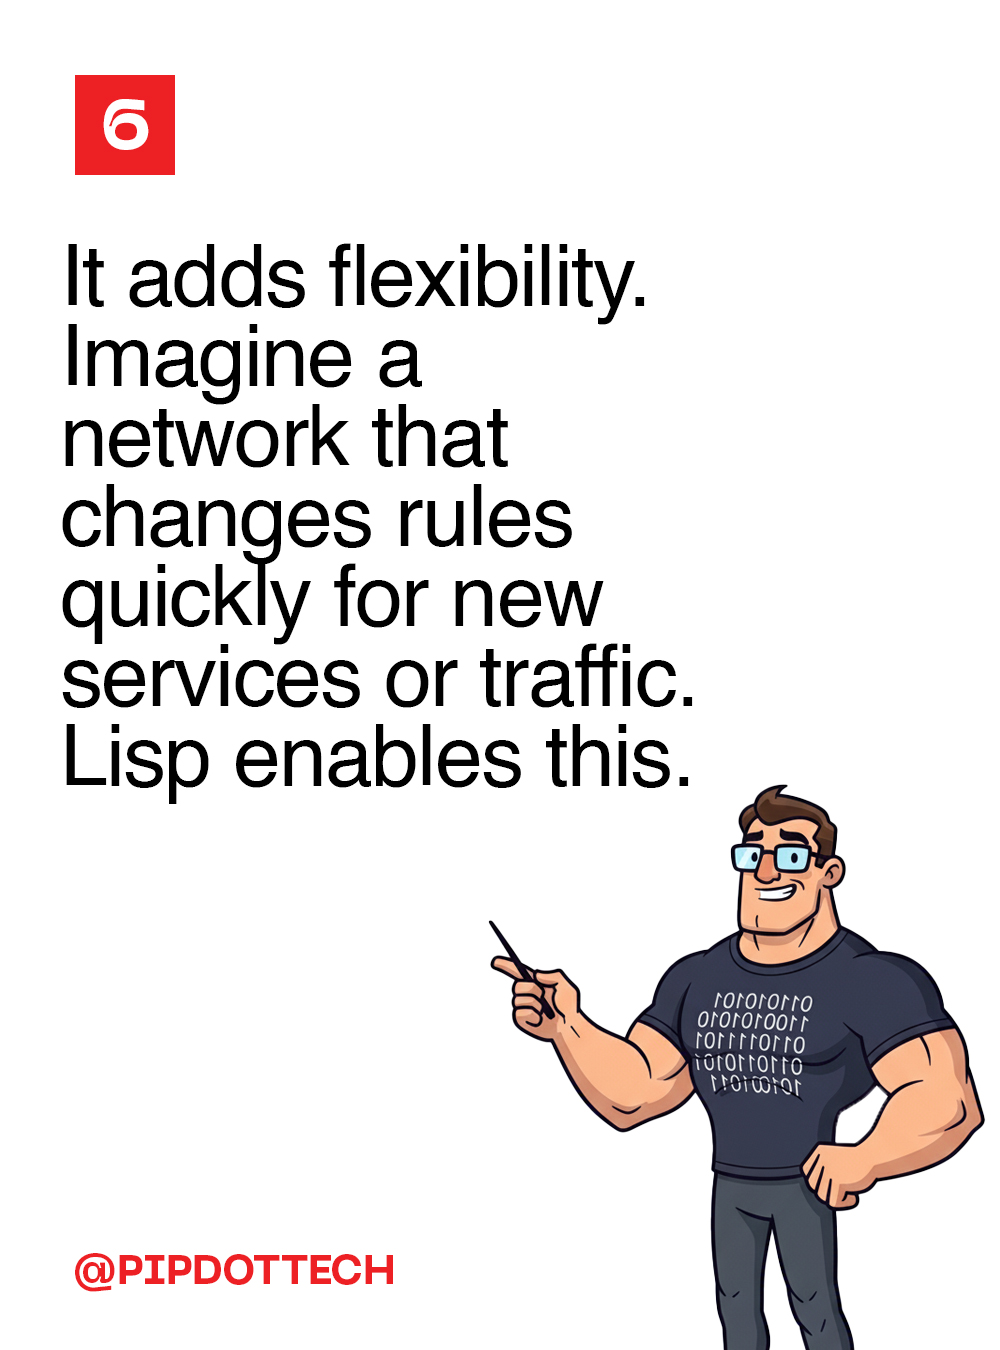 6
It adds flexibility.
Imagine a
network that
changes rules
quickly for new
services or traffic.
Lisp enables this.
@PIPDOTTECH